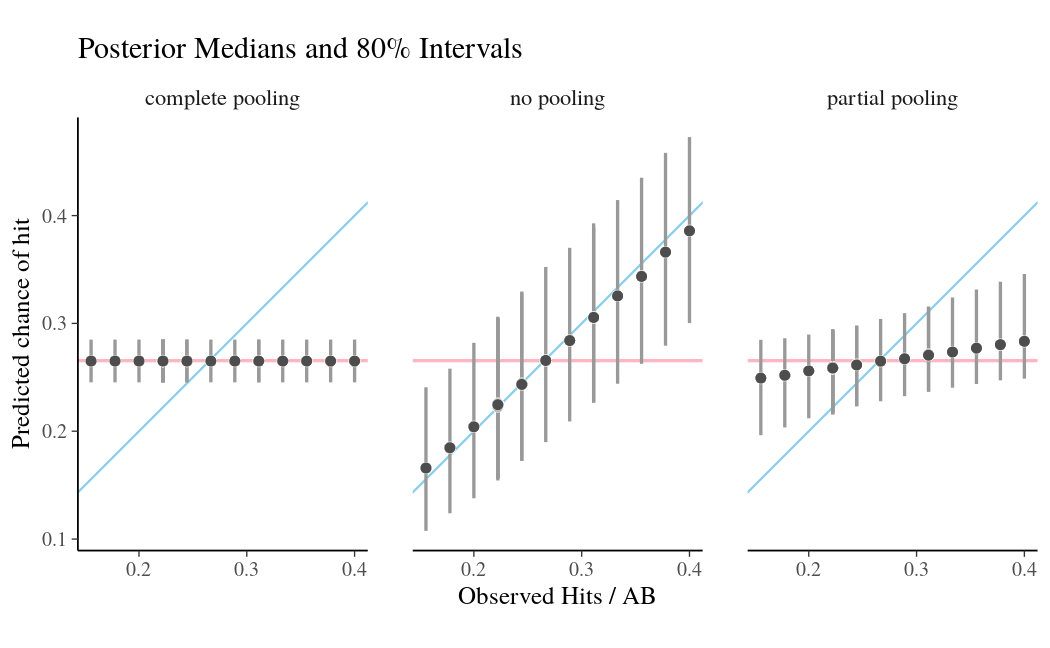 Posterior Medians and 80% Intervals
complete pooling
no pooling
partial pooling
Predicted chance of hit
0.4
0.3
0.2
0.1
0.2 0.3 0.4
0.2 0.3 0.4
0.2 0.3 0.4
Observed Hits / AB